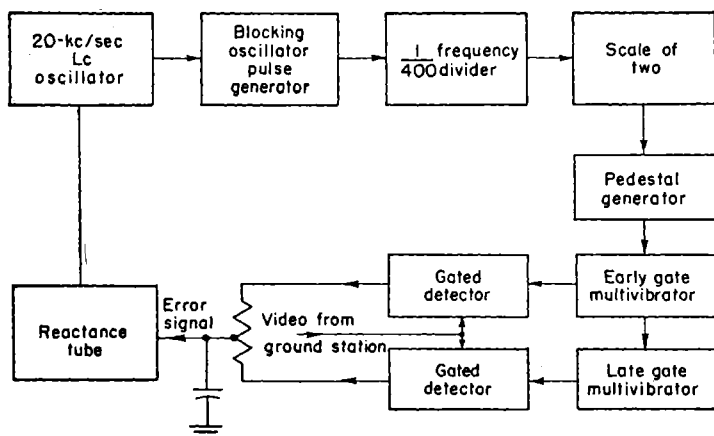 20-kc/sec
Lc
oscillator
Blocking
oscillator
pulse
generator
1/400 frequency
divider
Scale of
two
Pedestal
generator
Gated
detector
Early gate
multivibrator
Error
signal
Video from
ground station
Reactance
tube
Gated
detector
Late gate
multivibrator